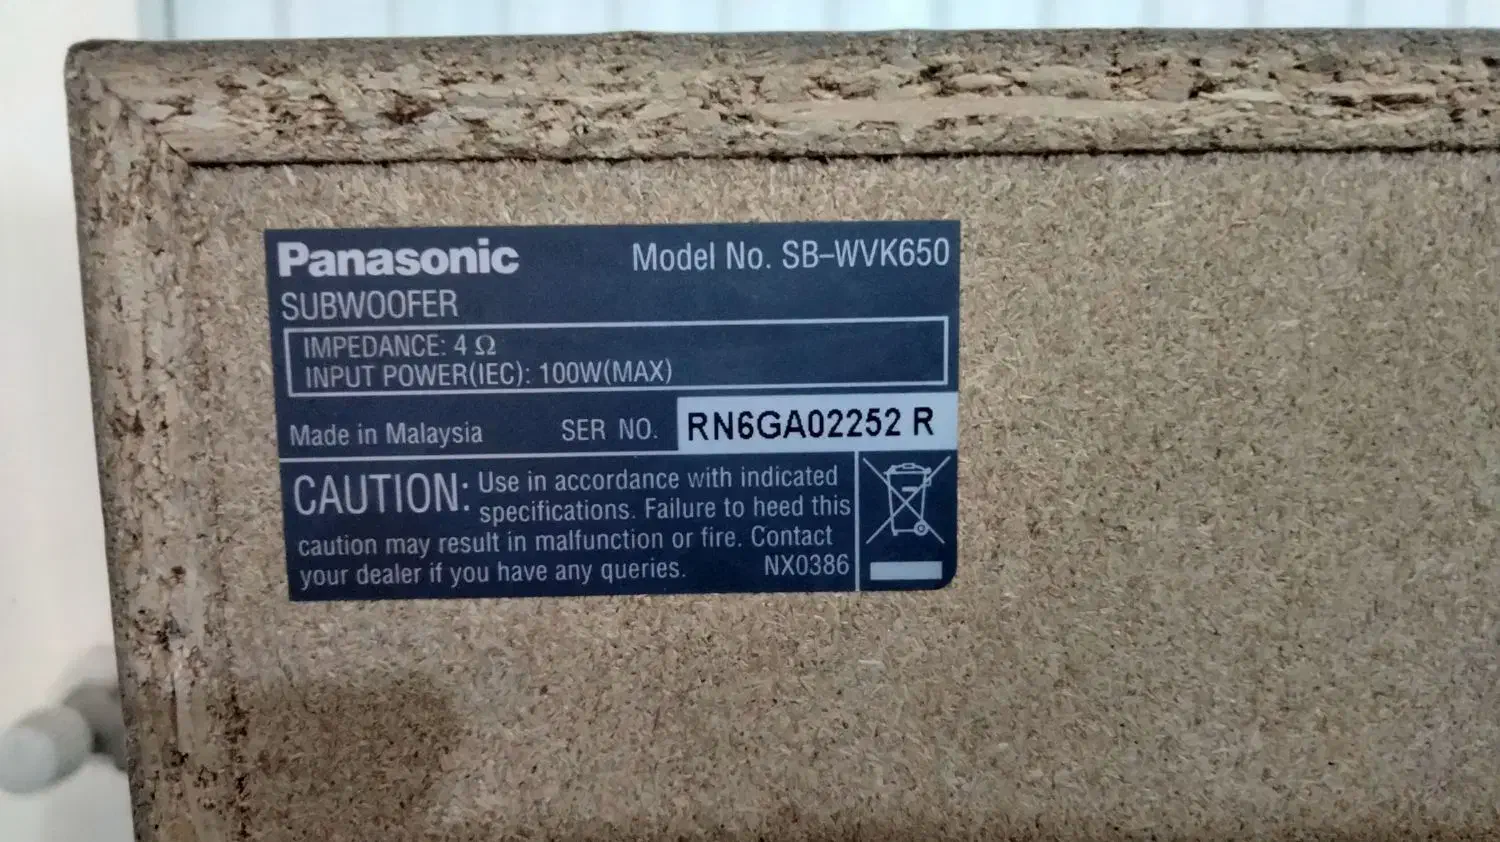 Panasonic Model No. SB-WVK650
SUBWOOFER
IMPEDANCE: 4 Ω
INPUT POWER(IEC): 100W(MAX)
Made in Malaysia SER NO. RN6GA02252 R
CAUTION: Use in accordance with indicated
specifications. Failure to heed this
caution may result in malfunction or fire. Contact
your dealer if you have any queries. NX0386